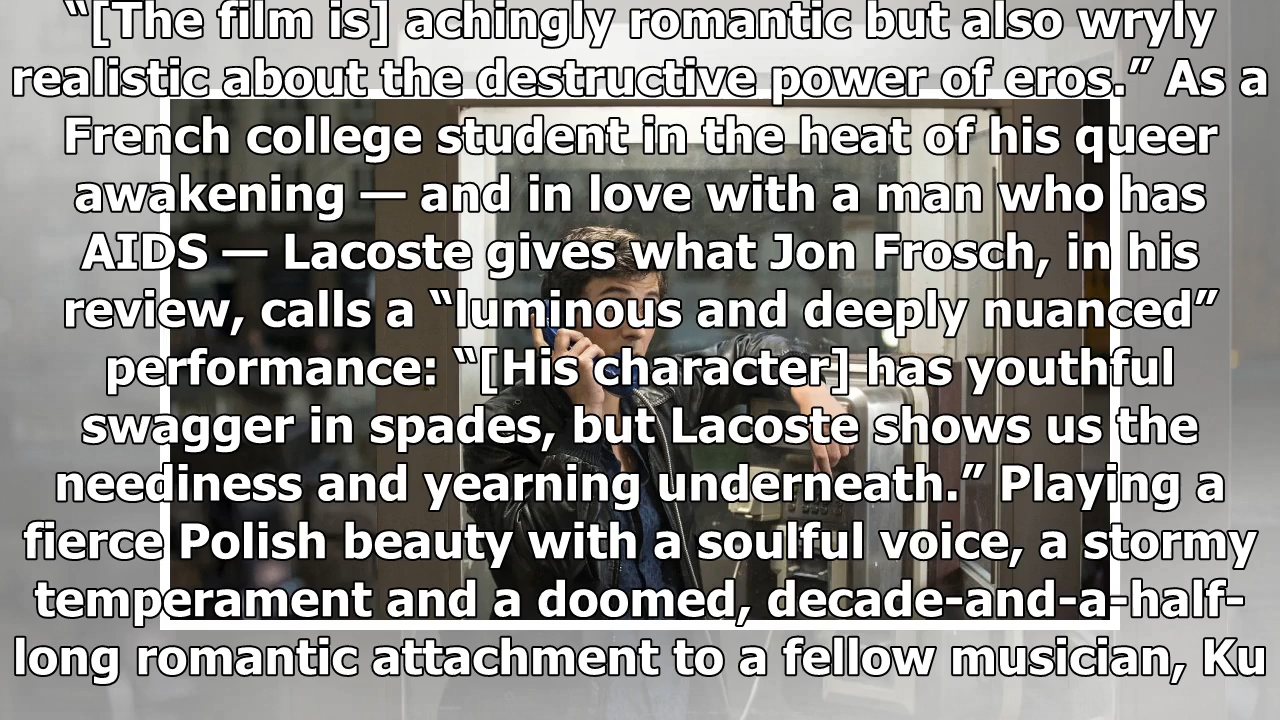 “[The film is] achingly romantic but also wryly
realistic about the destructive power of eros.” As a
French college student in the heat of his queer
awakening — and in love with a man who has
AIDS — Lacoste gives what Jon Frosch, in his
review, calls a “luminous and deeply nuanced”
performance: “[His character] has youthful
swagger in spades, but Lacoste shows us the
neediness and yearning underneath.” Playing a
fierce Polish beauty with a soulful voice, a stormy
temperament and a doomed, decade-and-a-half-
long romantic attachment to a fellow musician, Ku